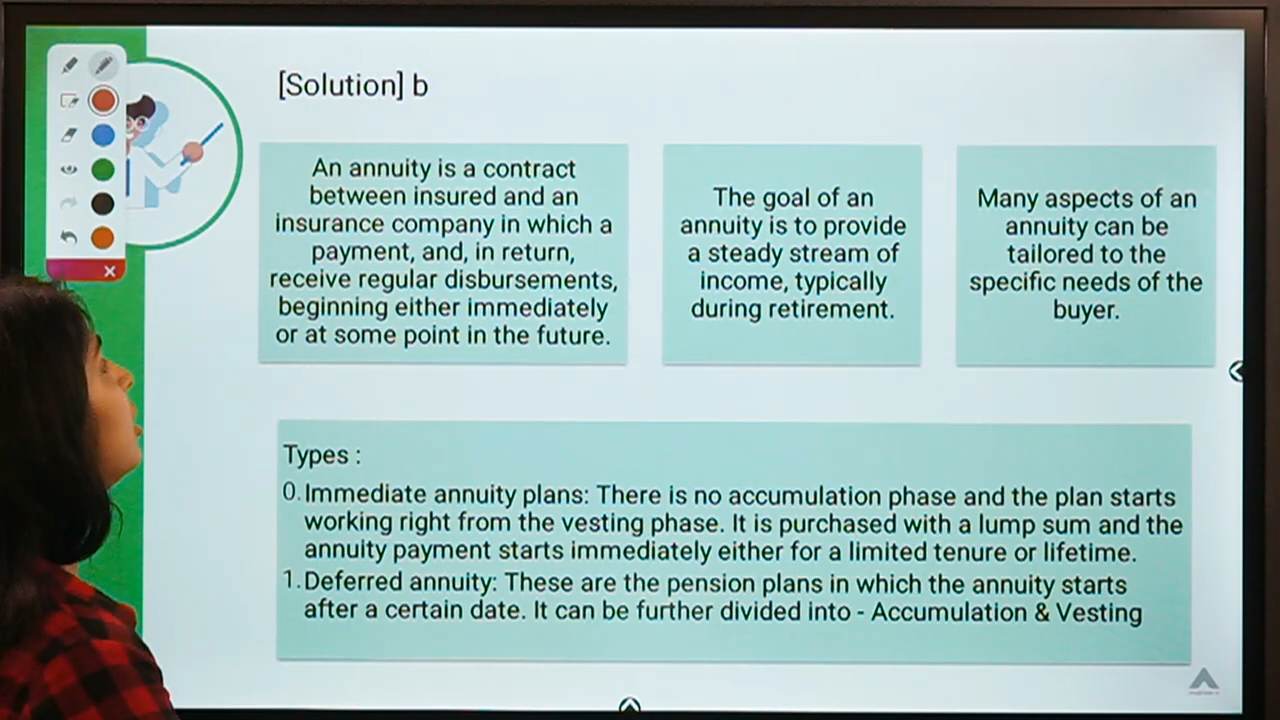 [Solution] b
An annuity is a contract
between insured and an
insurance company in which a
payment, and, in return,
receive regular disbursements,
beginning either immediately
or at some point in the future.
The goal of an
annuity is to provide
a steady stream of
income, typically
during retirement.
Many aspects of an
annuity can be
tailored to the
specific needs of the
buyer.
Types :
0. Immediate annuity plans: There is no accumulation phase and the plan starts
working right from the vesting phase. It is purchased with a lump sum and the
annuity payment starts immediately either for a limited tenure or lifetime.
1. Deferred annuity: These are the pension plans in which the annuity starts
after a certain date. It can be further divided into - Accumulation & Vesting